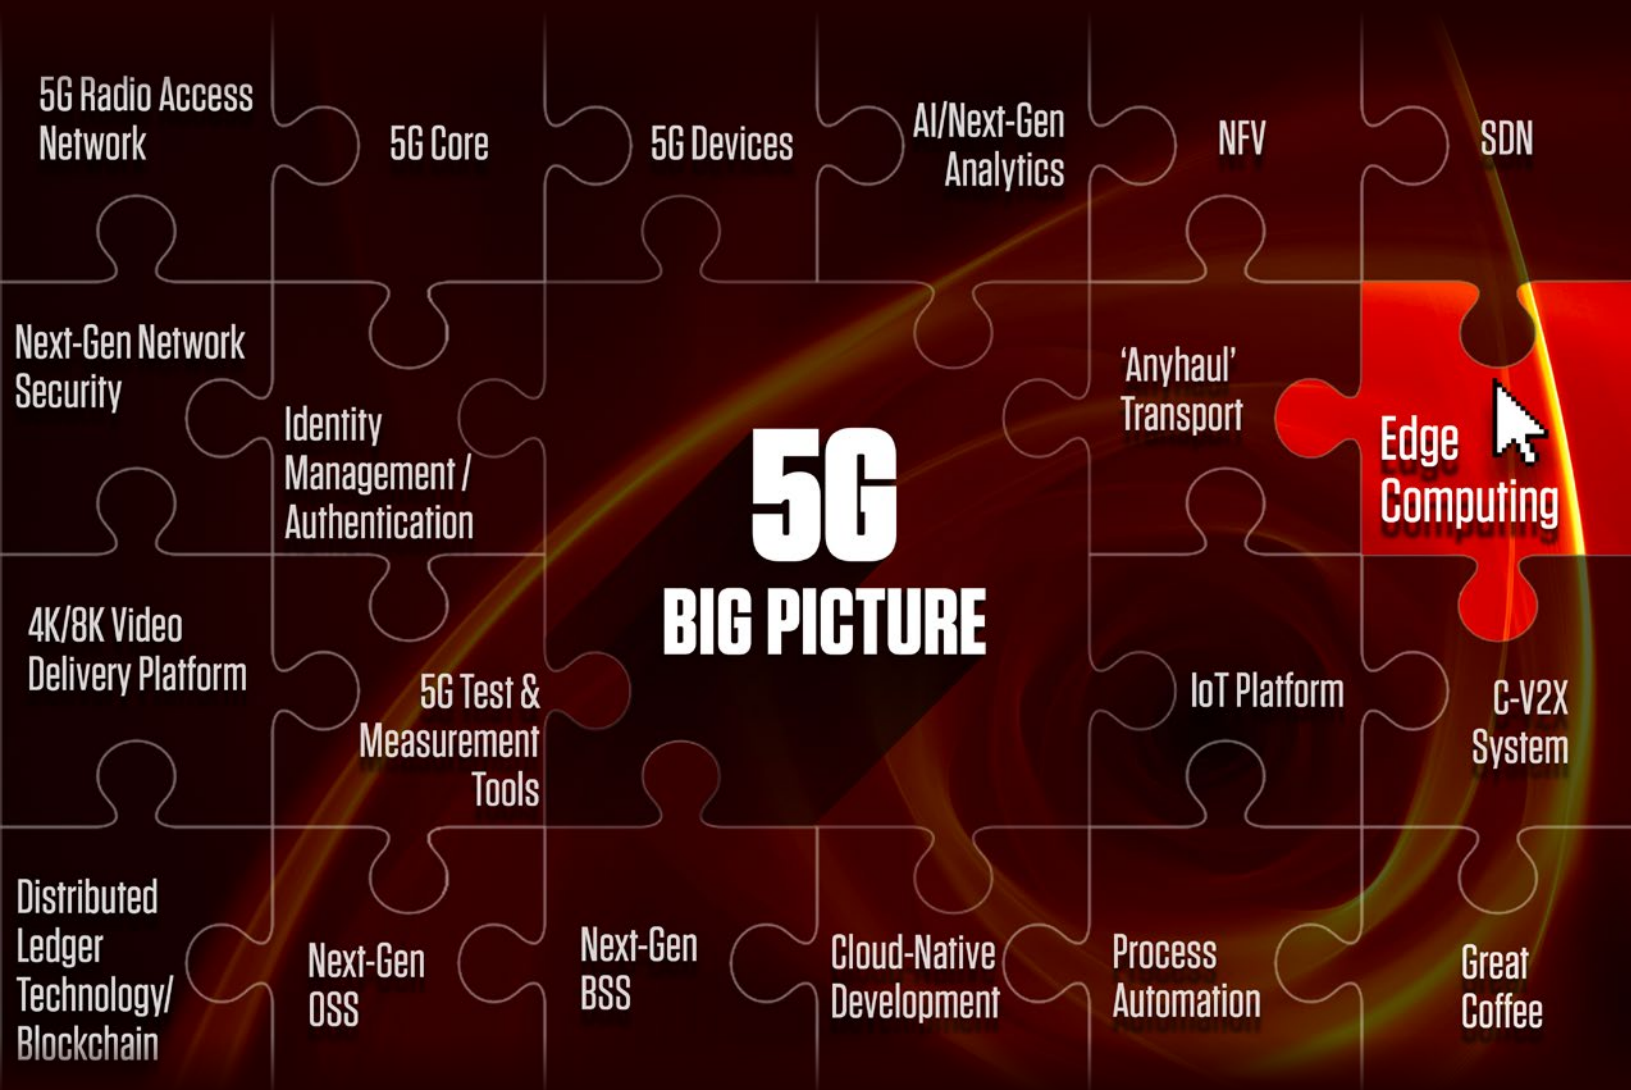 5G Radio Access
Network
5G Core
5G Devices
AI/Next-Gen
Analytics
NFV
SDN
Next-Gen Network
Security
Identity
Management /
Authentication
5G
BIG PICTURE
‘Anyhaul’
Transport
Edge
Computing
4K/8K Video
Delivery Platform
5G Test &
Measurement
Tools
IoT Platform
C-V2X
System
Distributed
Ledger
Technology/
Blockchain
Next-Gen
OSS
Next-Gen
BSS
Cloud-Native
Development
Process
Automation
Great
Coffee